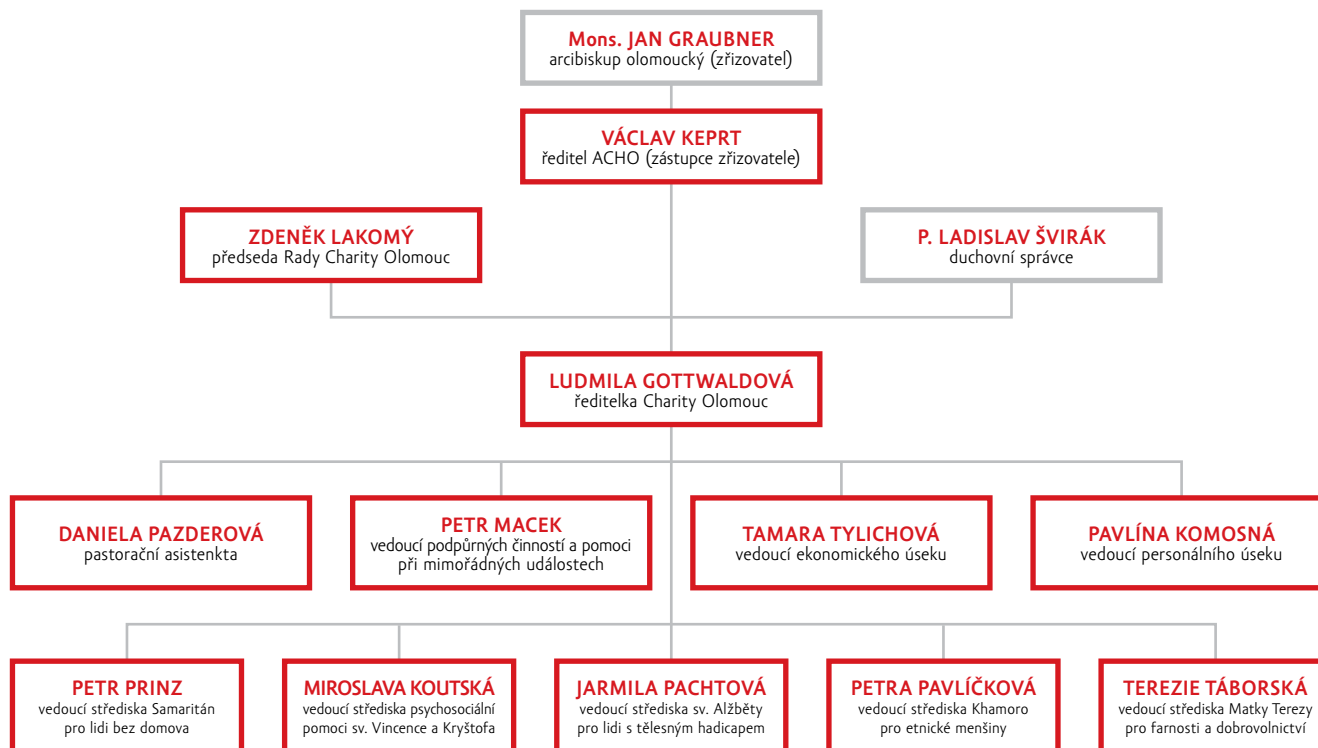 Mons. JAN GRAUBNER
arcibiskup olomoucký (zřizovatel)
VÁCLAV KEPRT
ředitel ACHO (zástupce zřizovatele)
ZDENĚK LAKOMÝ
předseda Rady Charity Olomouc
P. LADISLAV ŠVIRÁK
duchovní správce
LUDMILA GOTTWALDOVÁ
ředitelka Charity Olomouc
DANIELA PAZDEROVÁ
pastorační asistenkta
PETR MACEK
vedoucí podpůrných činností a pomoci
při mimořádných událostech
TAMARA TYLICHOVÁ
vedoucí ekonomického úseku
PAVLÍNA KOMOSNÁ
vedoucí personálního úseku
PETR PRINZ
vedoucí střediska Samaritán
pro lidi bez domova
MIROSLAVA KOUTSKÁ
vedoucí střediska psychosociální
pomoci sv. Vincence a Kryštofa
JARMILA PACHTOVÁ
vedoucí střediska sv. Alžběty
pro lidi s tělesným hadicapem
PETRA PAVLÍČKOVÁ
vedoucí střediska Khamoro
pro etnické menšiny
TEREZIE TÁBORSKÁ
vedoucí střediska Matky Terezy
pro farnosti a dobrovolnictví